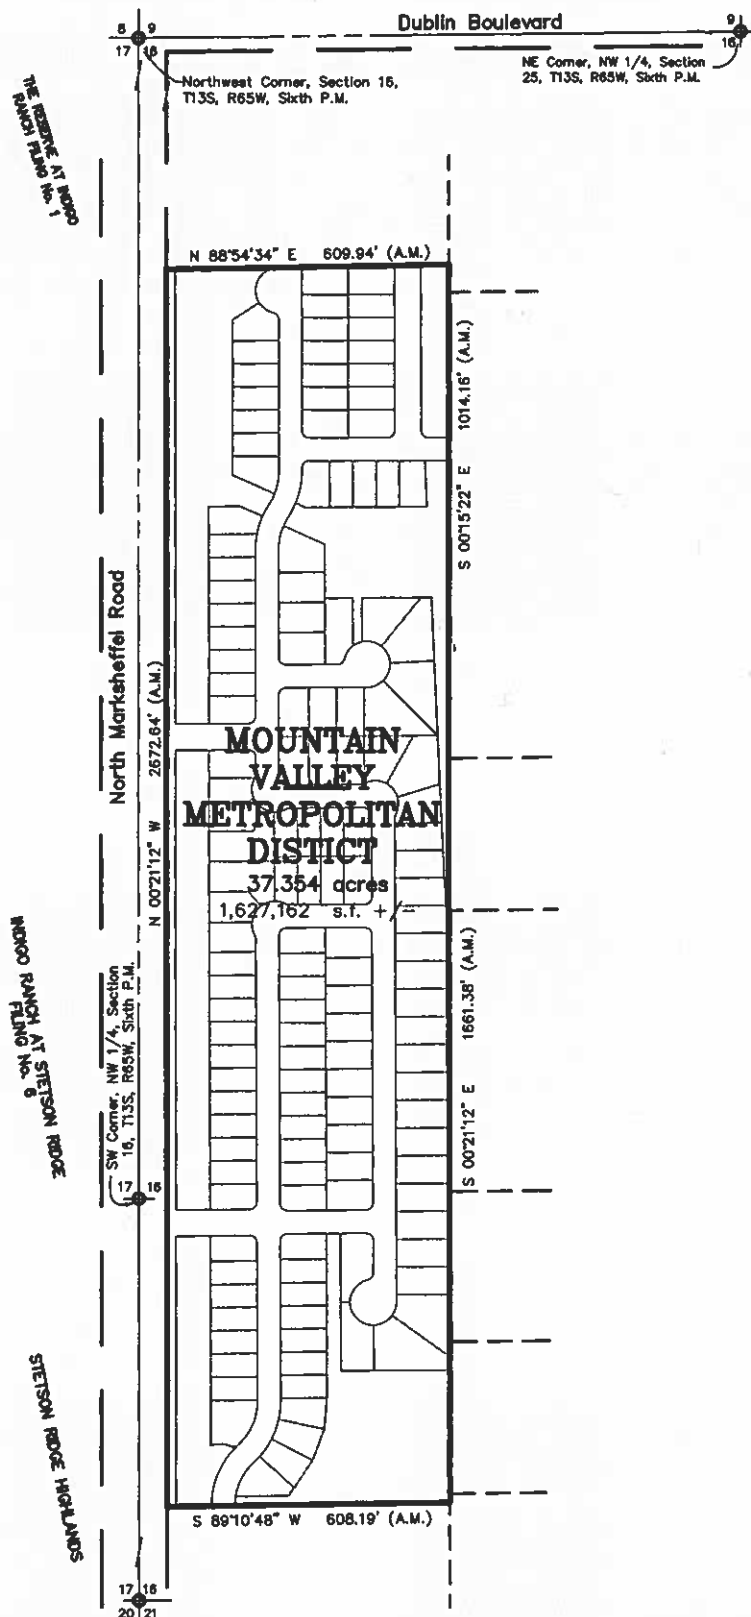 Dublin Boulevard
8 9
17 16
9
16
Northwest Corner, Section 16,
T13S, R65W, Sixth P.M.
NE Corner, NW 1/4, Section
25, T13S, R65W, Sixth P.M.
THE RESERVE AT INDIGO
RANCH FILING No. 1
N 88°54'34" E 609.94' (A.M.)
S 00°15'22" E 1014.16' (A.M.)
North Marksheffel Road
N 00°21'12" W 2672.64' (A.M.)
MOUNTAIN
VALLEY
METROPOLITAN
DISTICT
37.354 acres
1,627,162 s.f. +/-
S 00°21'12" E 1661.38' (A.M.)
INDIGO RANCH AT STETSON RIDGE
FILING No. 6
SW Corner, NW 1/4, Section
16, T13S, R65W, Sixth P.M.
17 16
STETSON RIDGE HIGHLANDS
S 89°10'48" W 608.19' (A.M.)
17 16
20 21